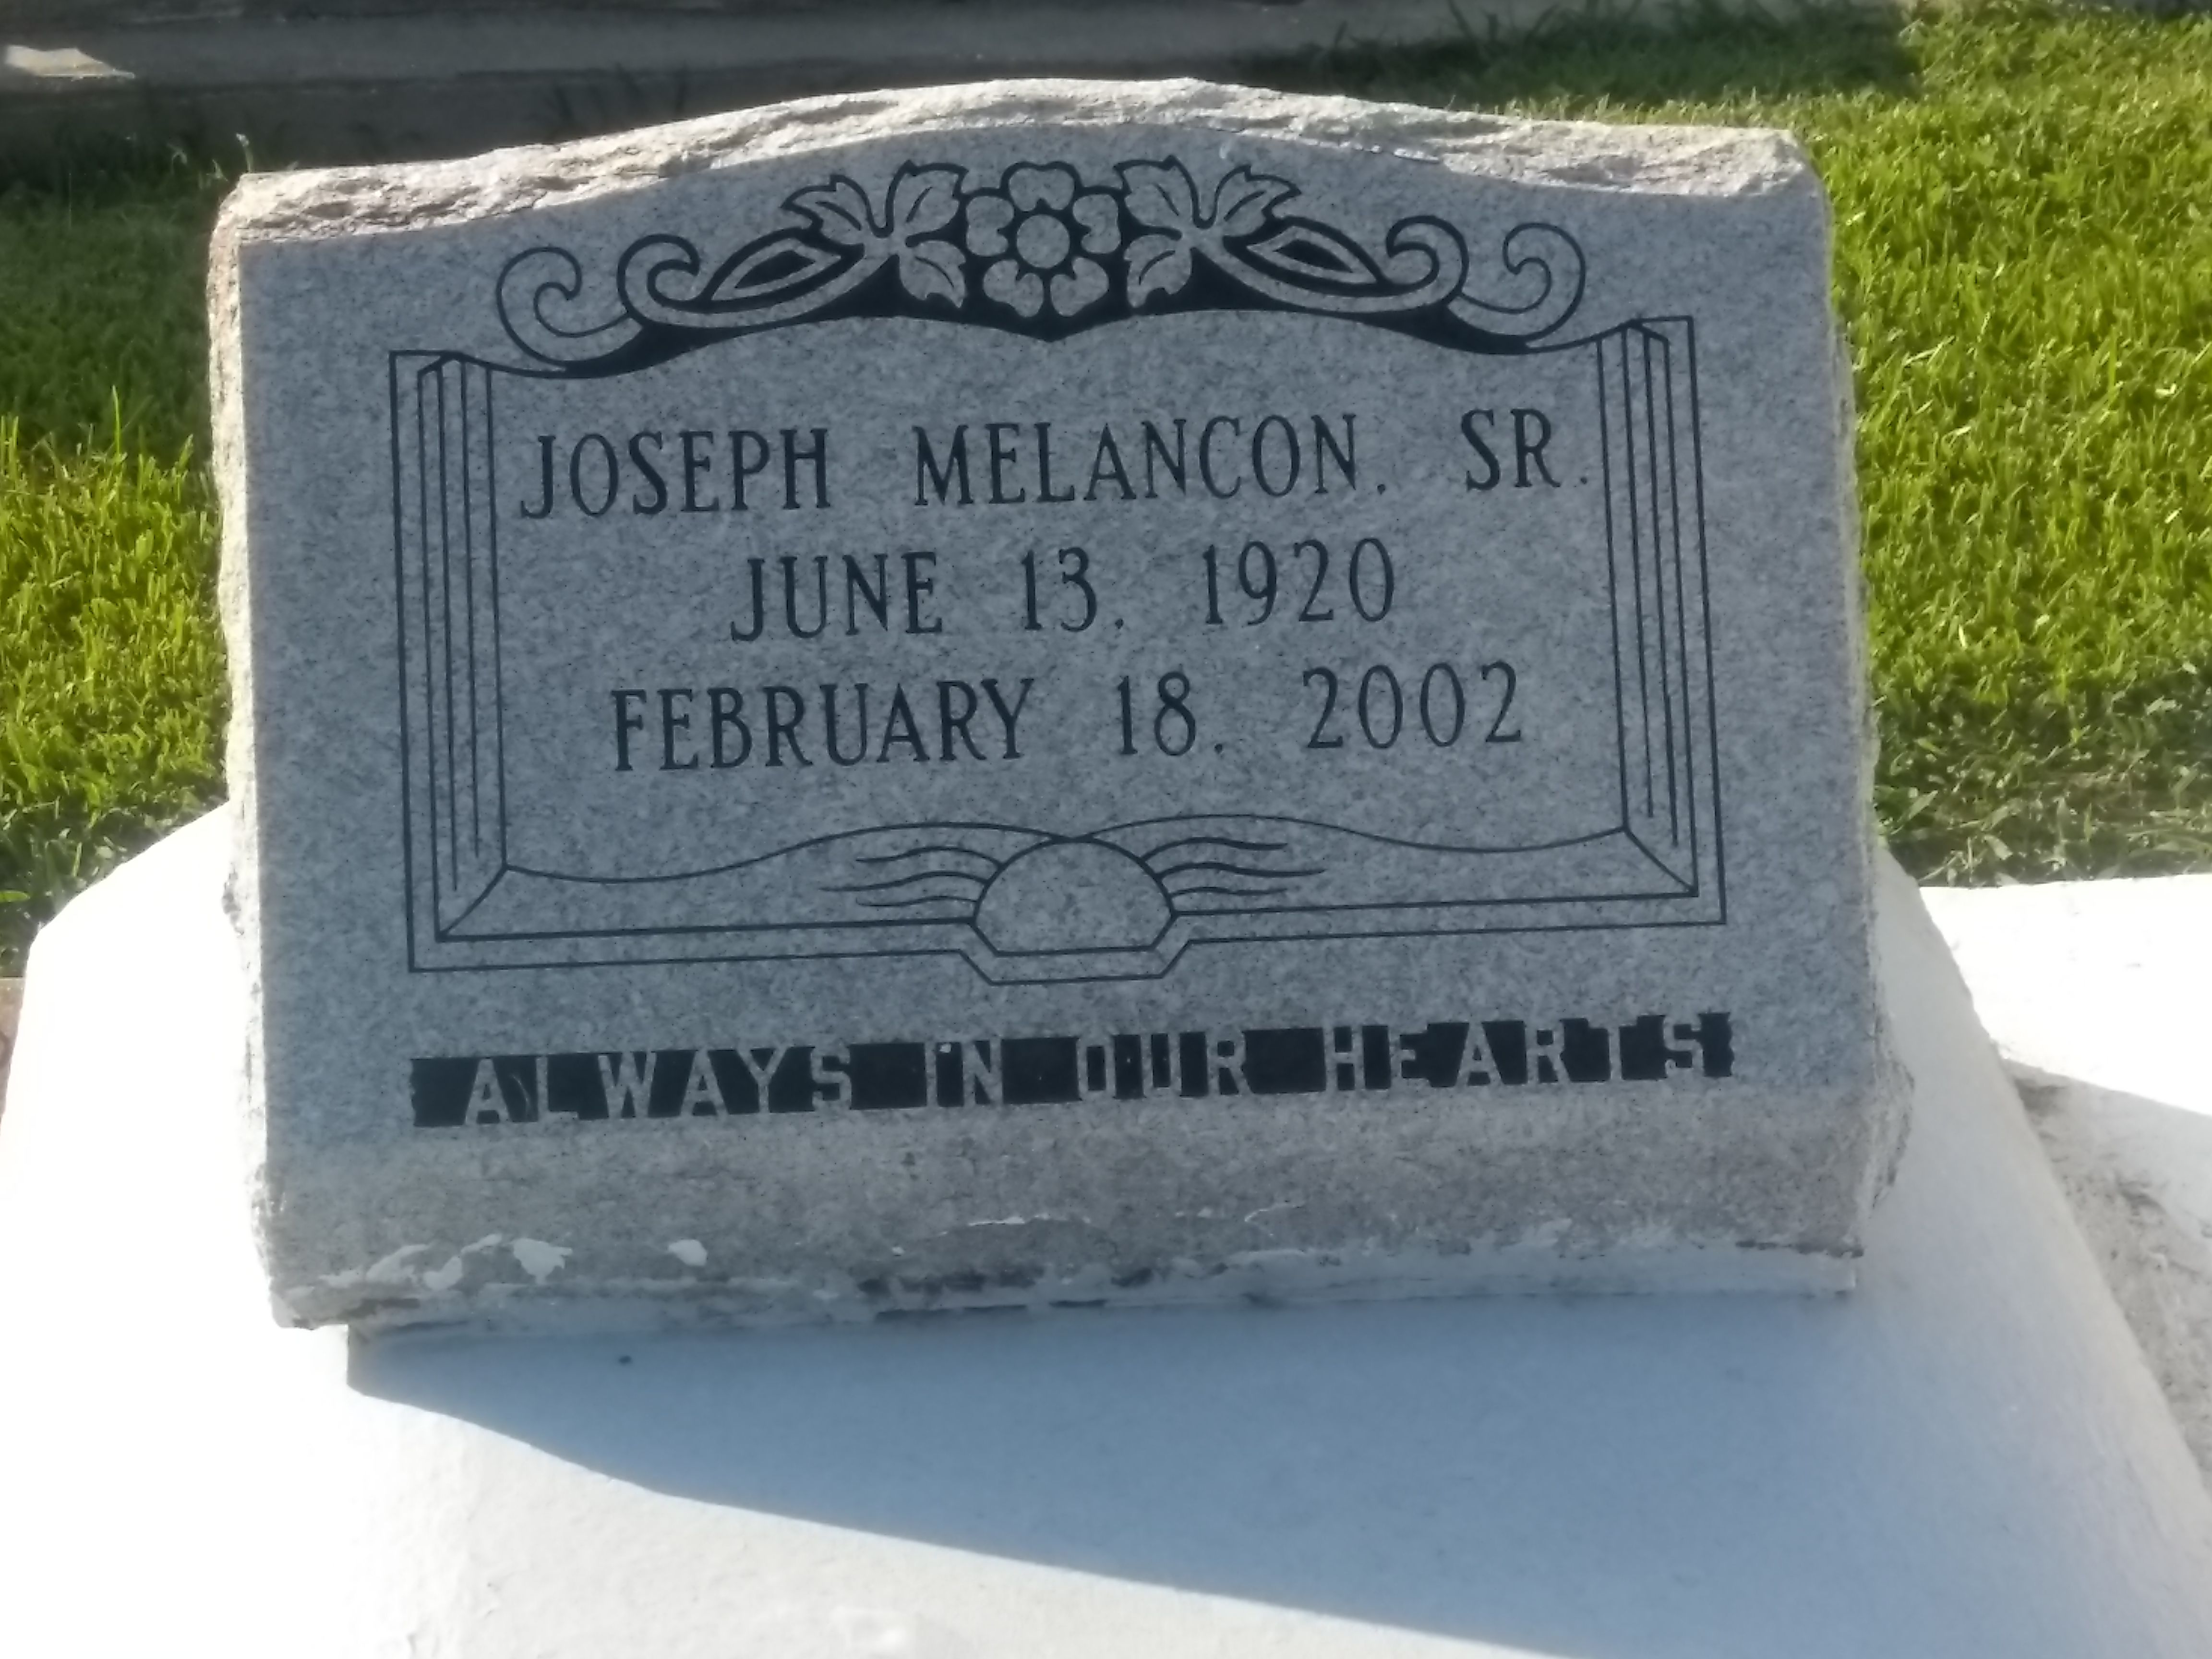 JOSEPH MELANCON, SR.
JUNE 13, 1920
FEBRUARY 18, 2002
ALWAYS IN OUR HEARTS